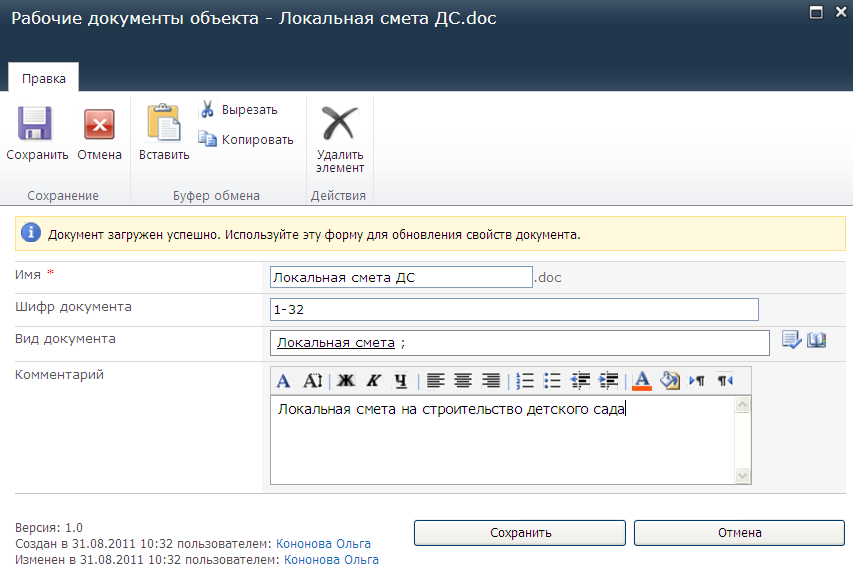 Рабочие документы объекта - Локальная смета ДС.doc
Правка
Сохранить
Отмена
Вставить
Вырезать
Копировать
Удалить
элемент
Сохранение
Буфер обмена
Действия
Документ загружен успешно. Используйте эту форму для обновления свойств документа.
Имя *
Локальная смета ДС .doc
Шифр документа
1-32
Вид документа
Локальная смета ;
Комментарий
А АI Ж К Ч А
Локальная смета на строительство детского сада
Версия: 1.0
Создан в 31.08.2011 10:32 пользователем: Кононова Ольга
Изменен в 31.08.2011 10:32 пользователем: Кононова Ольга
Сохранить
Отмена